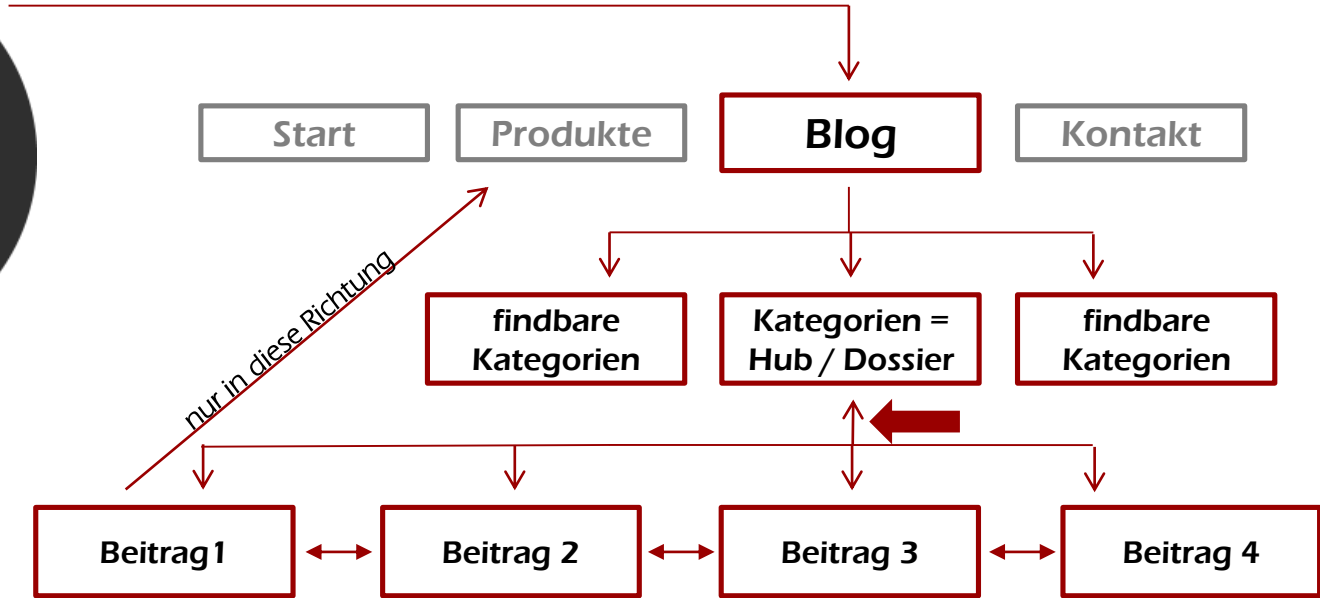 Start
Produkte
Blog
Kontakt
nur in diese Richtung
findbare
Kategorien
Kategorien =
Hub / Dossier
findbare
Kategorien
Beitrag1
Beitrag 2
Beitrag 3
Beitrag 4